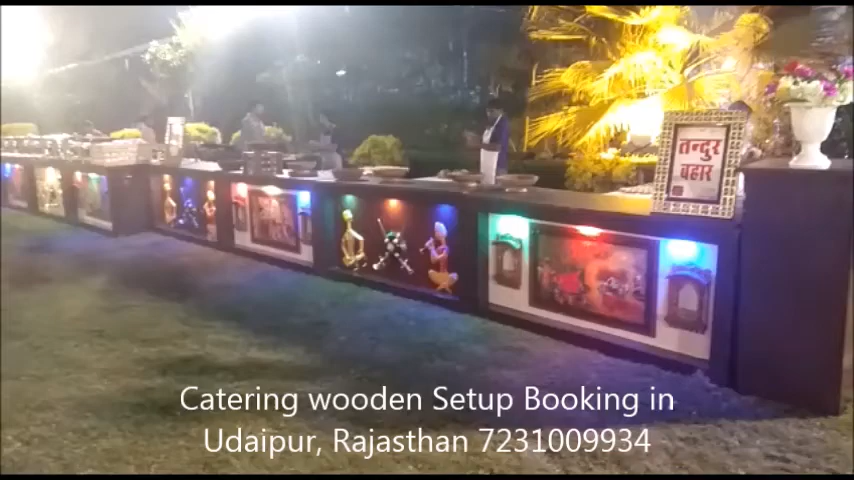 तन्दुर
बहार
Catering wooden Setup Booking in
Udaipur, Rajasthan 7231009934